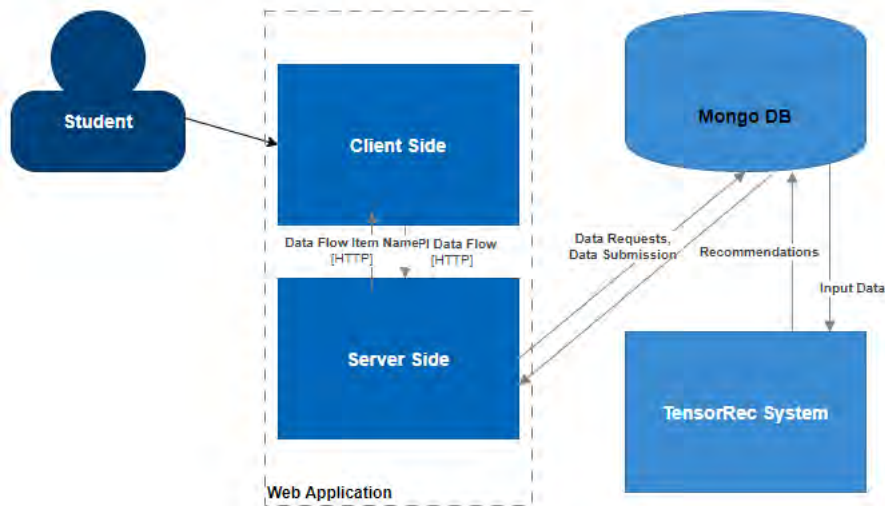 Student
Client Side
Mongo DB
Data Flow Item Name
[HTTP]
PI Data Flow
[HTTP]
Data Requests,
Data Submission
Recommendations
Input Data
Server Side
TensorRec System
Web Application